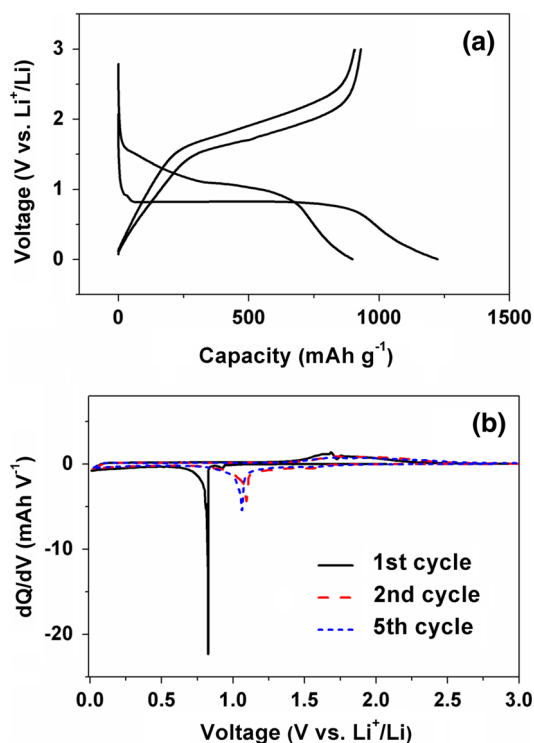 (a)
3
2
1
0
Voltage (V vs. Li⁺/Li)
0 500 1000 1500
Capacity (mAh g⁻¹)
(b)
0
-10
-20
dQ/dV (mAh V⁻¹)
1st cycle
2nd cycle
5th cycle
0.0 0.5 1.0 1.5 2.0 2.5 3.0
Voltage (V vs. Li⁺/Li)